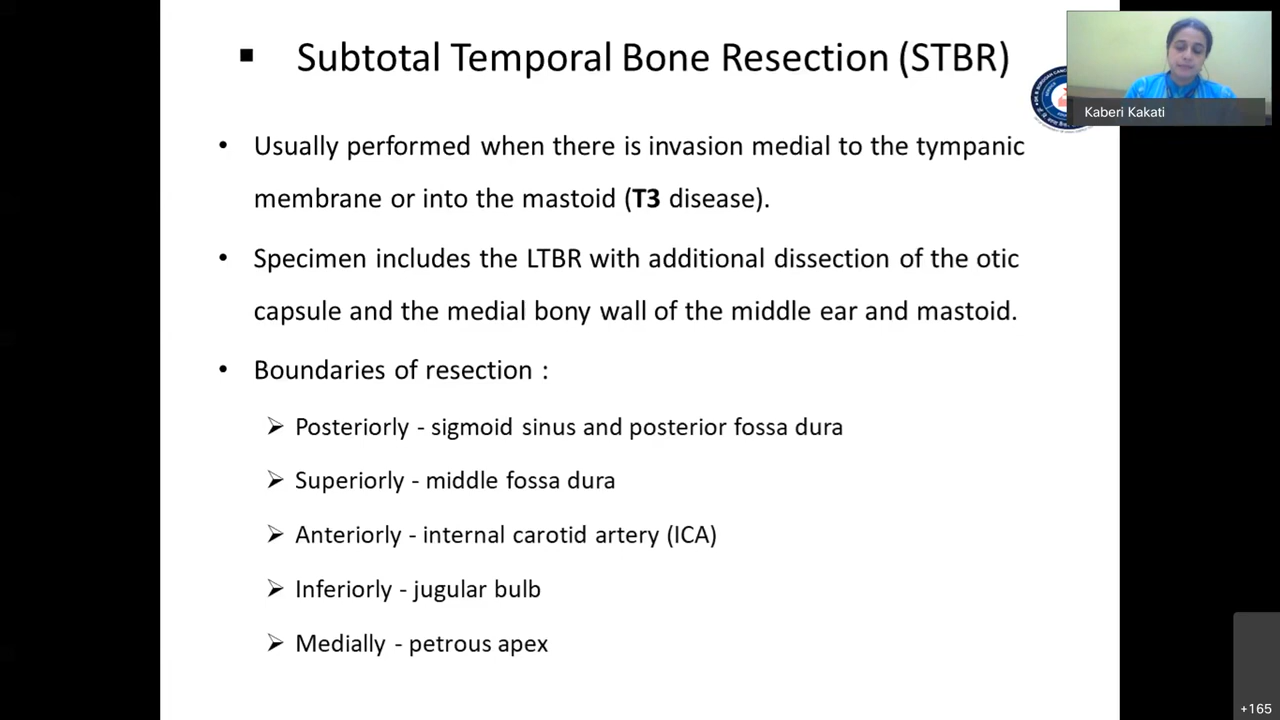 ▪ Subtotal Temporal Bone Resection (STBR)
Kaberi Kakati
• Usually performed when there is invasion medial to the tympanic
membrane or into the mastoid (T3 disease).
• Specimen includes the LTBR with additional dissection of the otic
capsule and the medial bony wall of the middle ear and mastoid.
• Boundaries of resection :
➢ Posteriorly - sigmoid sinus and posterior fossa dura
➢ Superiorly - middle fossa dura
➢ Anteriorly - internal carotid artery (ICA)
➢ Inferiorly - jugular bulb
➢ Medially - petrous apex
+165